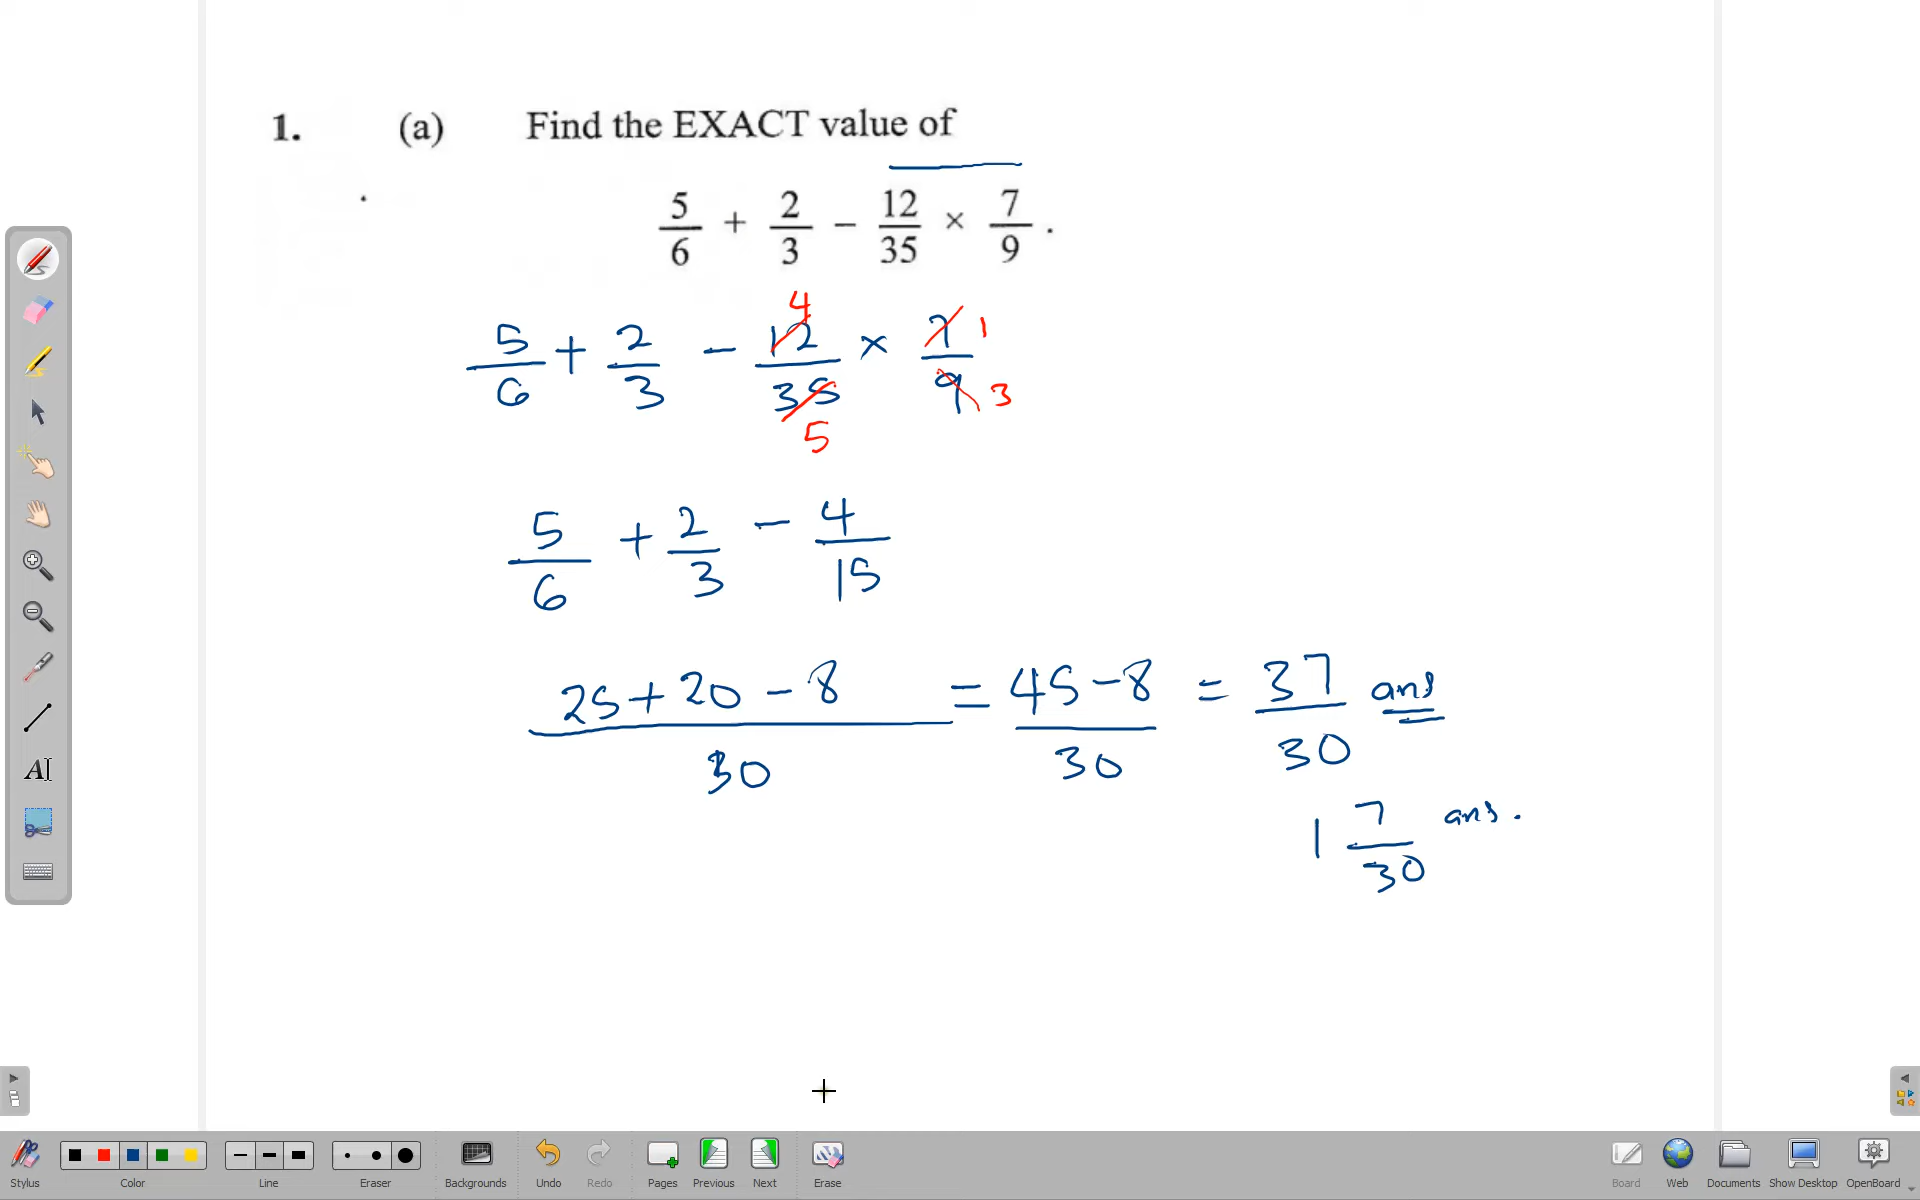 1. (a) Find the EXACT value of
5/6 + 2/3 − 12/35 × 7/9 .
4
5/6 + 2/3 − 12/35 × 7/9 1 3
5
5/6 + 2/3 − 4/15
25+20−8/30 = 45−8/30 = 37/30 ans
1 7/30 ans.
Stylus Color Line Eraser Backgrounds Undo Redo Pages Previous Next Erase Board Web Documents Show Desktop OpenBoard